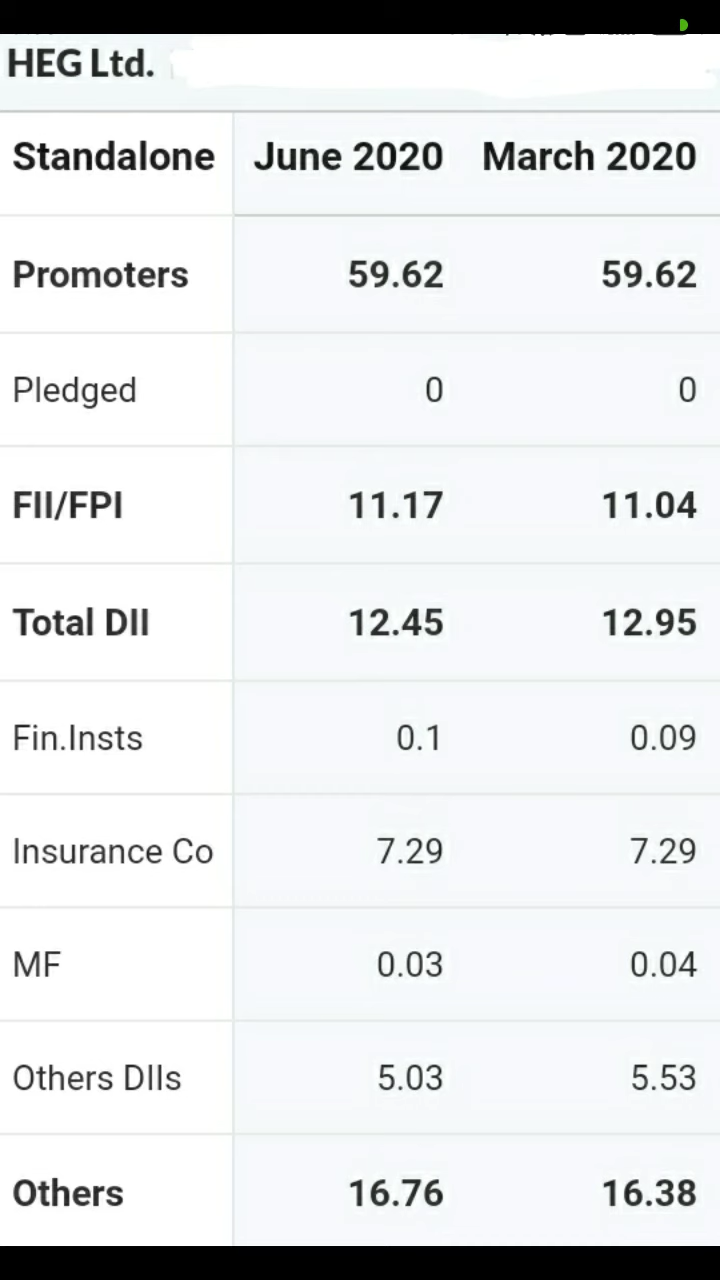 HEG Ltd.
Standalone June 2020 March 2020
Promoters 59.62 59.62
Pledged 0 0
FII/FPI 11.17 11.04
Total DII 12.45 12.95
Fin.Insts 0.1 0.09
Insurance Co 7.29 7.29
MF 0.03 0.04
Others DIIs 5.03 5.53
Others 16.76 16.38